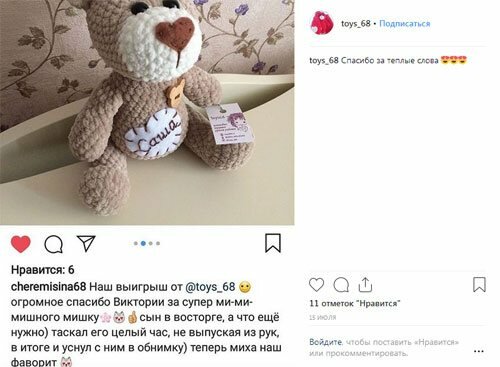 Саша
toys_68 • Подписаться
toys_68 Спасибо за теплые слова 😍😍😍
Нравится: 6
cheremisina68 Наш выигрыш от @toys_68 😉
огромное спасибо Виктории за супер ми-ми-
мишного мишку🌸🐱👍сын в восторге, а что ещё
нужно) таскал его целый час, не выпуская из рук,
в итоге и уснул с ним в обнимку) теперь миха наш
фаворит 🐱
11 отметок "Нравится"
15 ИЮЛЯ
Войдите, чтобы поставить «Нравится»
или прокомментировать.